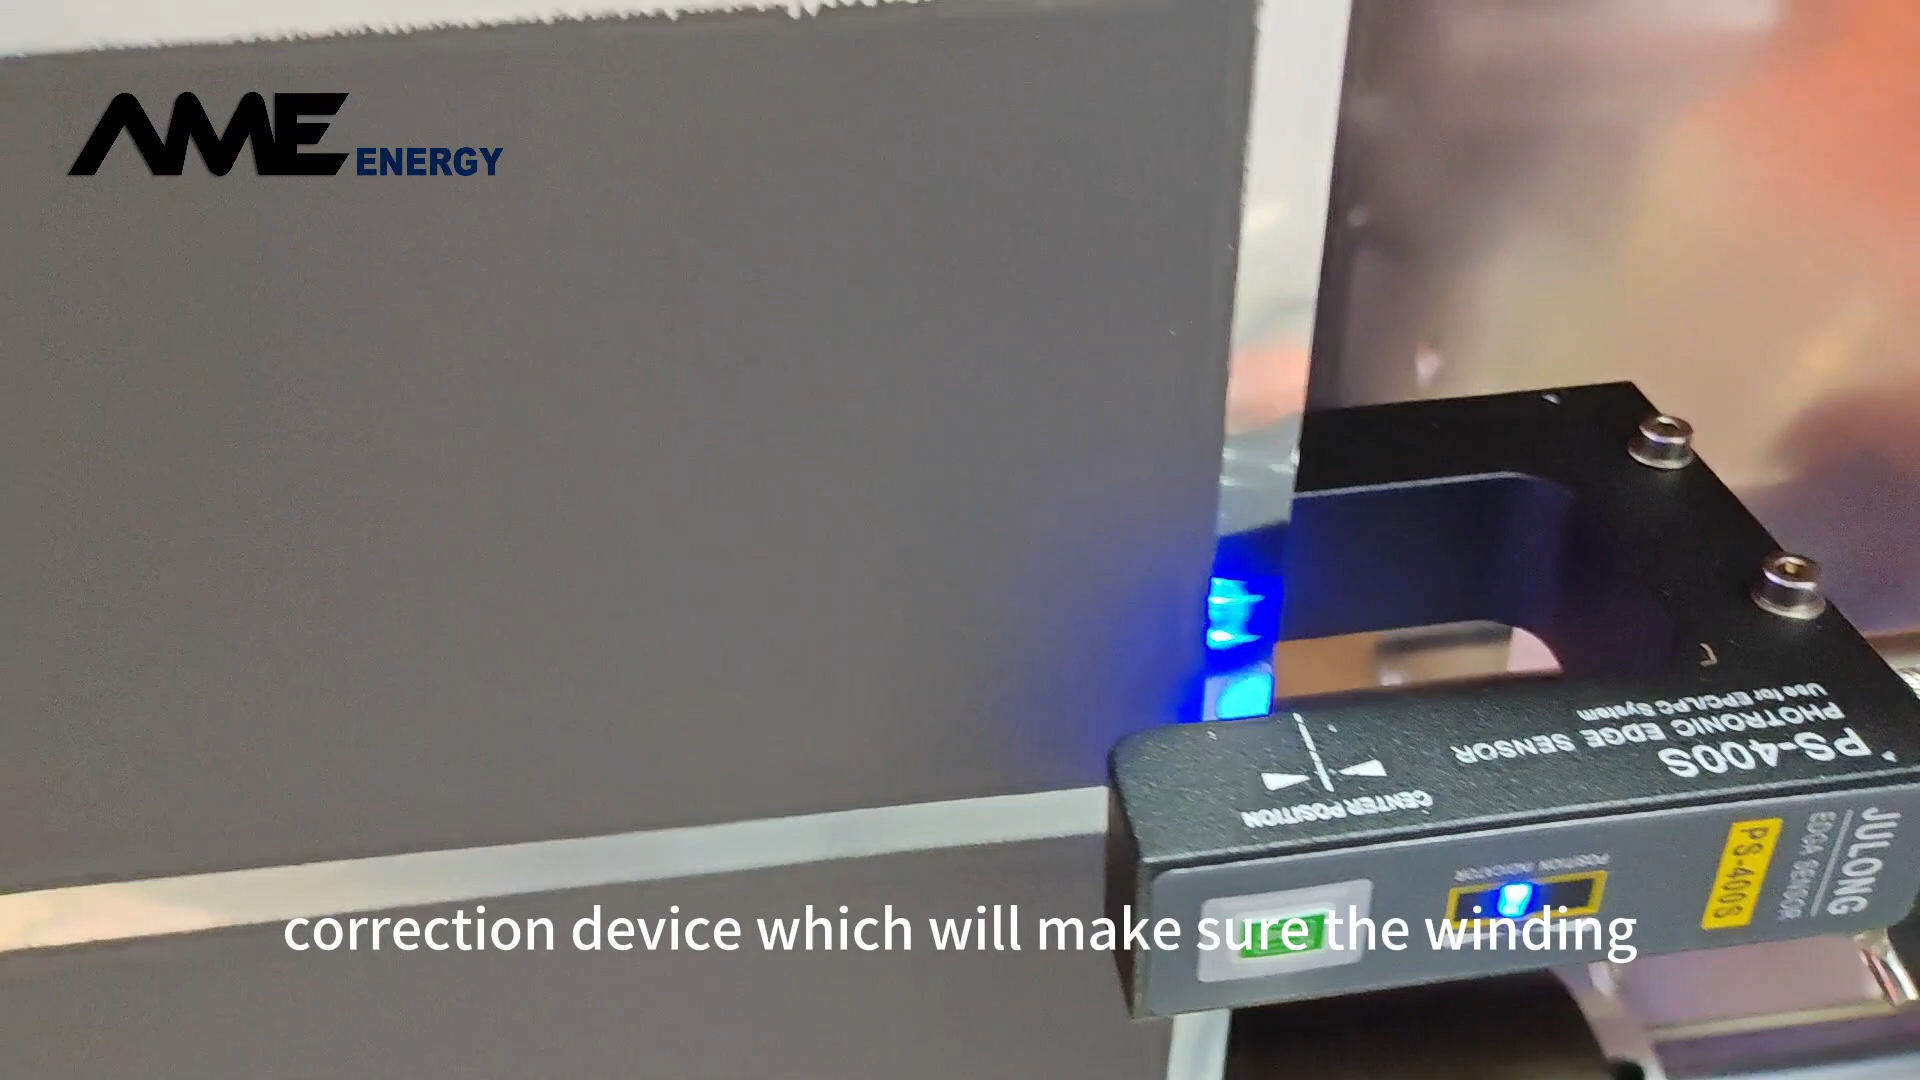 AME ENERGY
Use for EPC/LPC System
PHOTRONIC EDGE SENSOR
PS-400S
CENTER POSITION
POSITION INDICATOR
PS-400S
EDGE SENSOR
JULONG
correction device which will make sure the winding